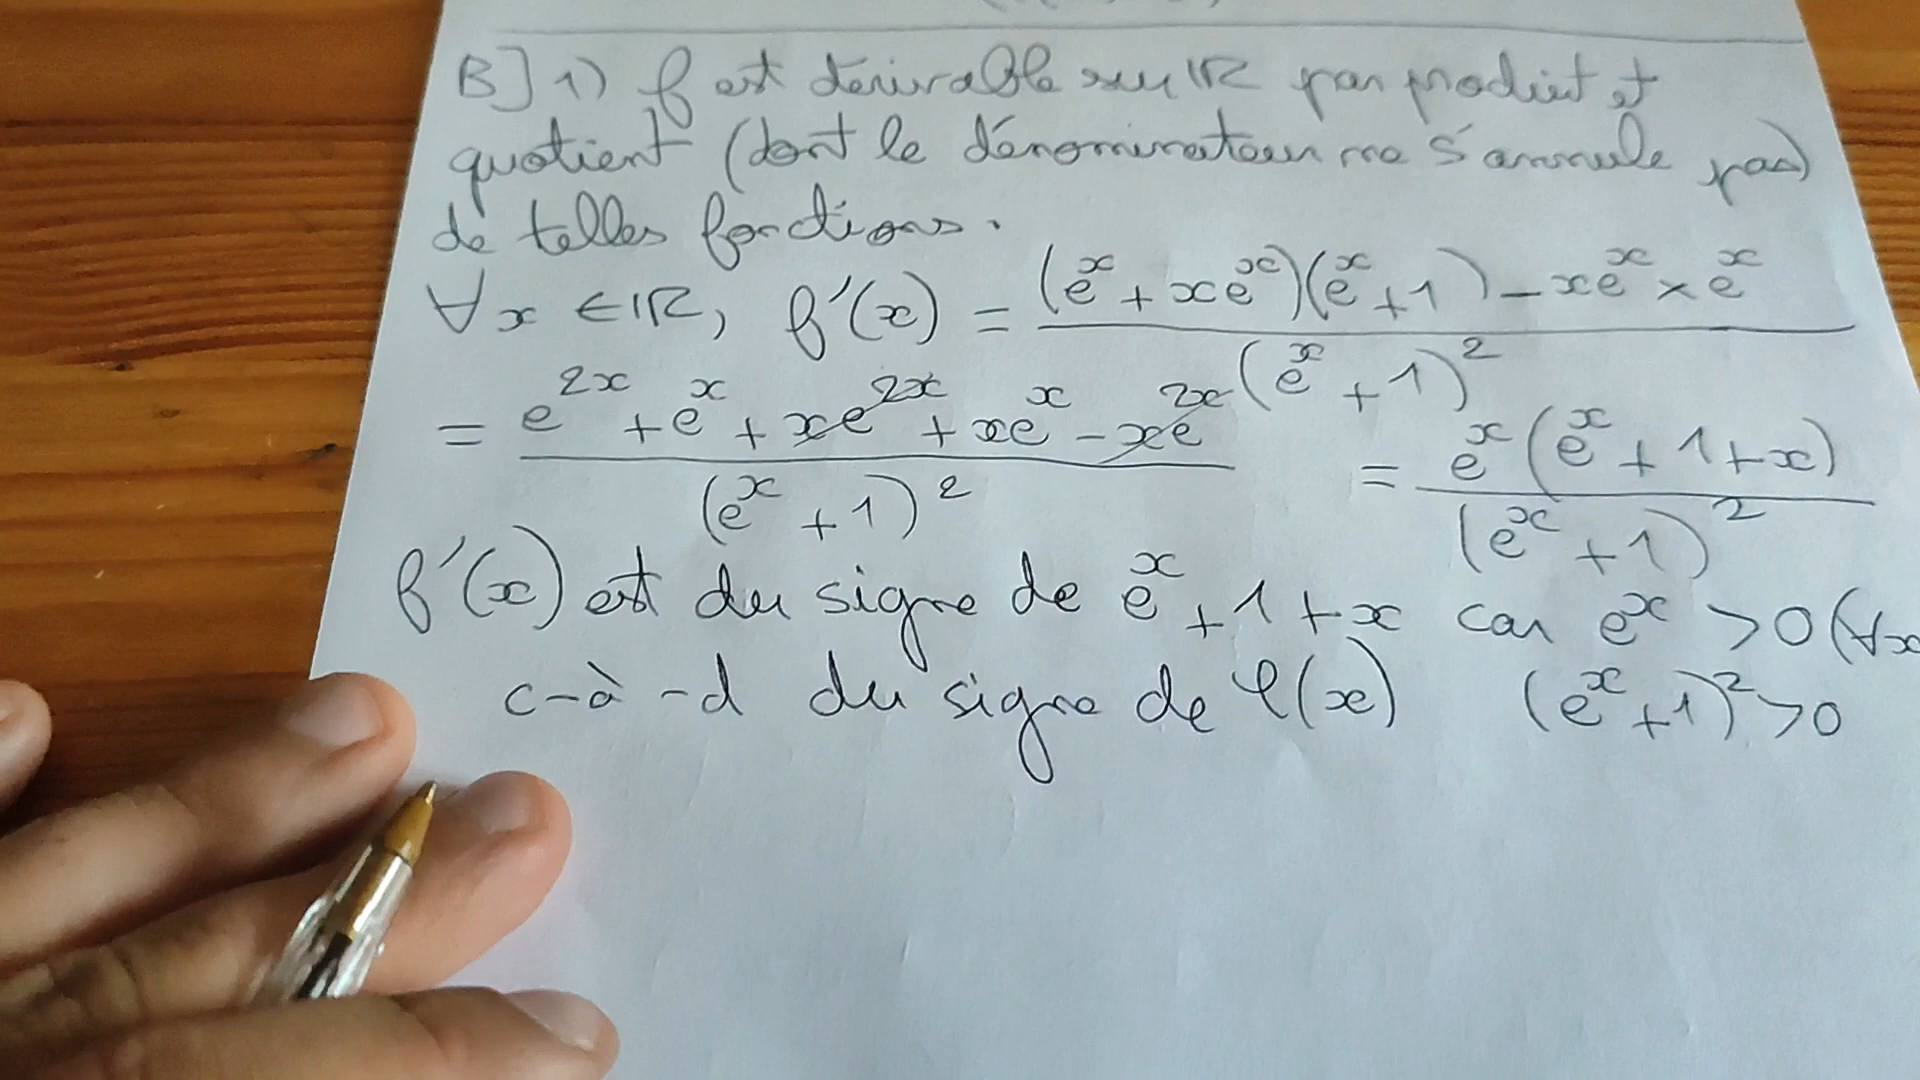 B] 1) f est dérivable sur ℝ par produit et
quotient (dont le dénominateur ne s'annule pas)
de telles fonctions.
∀x ∈ ℝ, f'(x) = ((e^x + xe^x)(e^x + 1) − xe^x × e^x) / (e^x + 1)^2
= (e^{2x} + e^x + xe^{2x} + xe^x − xe^{2x}) / (e^x + 1)^2 = e^x(e^x + 1 + x) / (e^x + 1)^2
f'(x) est du signe de e^x + 1 + x car e^x > 0 (∀x
c-à-d du signe de φ(x) (e^x + 1)^2 > 0